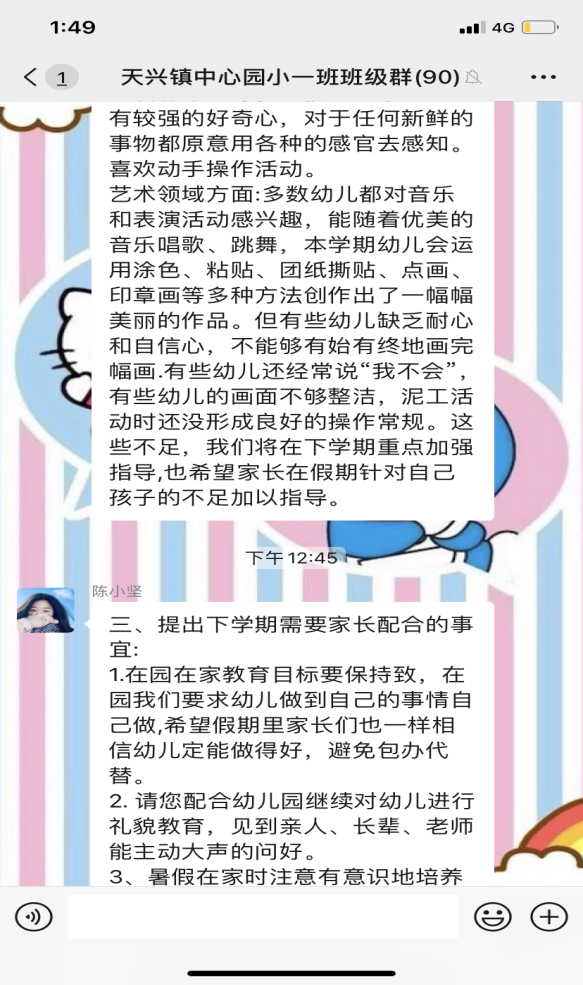 1:49
4G
1
天兴镇中心园小一班班级群(90)
有较强的好奇心，对于任何新鲜的
事物都原意用各种的感官去感知。
喜欢动手操作活动。
艺术领域方面:多数幼儿都对音乐
和表演活动感兴趣，能随着优美的
音乐唱歌、跳舞，本学期幼儿会运
用涂色、粘贴、团纸撕贴、点画、
印章画等多种方法创作出了一幅幅
美丽的作品。但有些幼儿缺乏耐心
和自信心，不能够有始有终地画完
幅画.有些幼儿还经常说“我不会”，
有些幼儿的画面不够整洁，泥工活
动时还没形成良好的操作常规。这
些不足，我们将在下学期重点加强
指导,也希望家长在假期针对自己
孩子的不足加以指导。
下午 12:45
陈小坚
三、提出下学期需要家长配合的事
宜:
1.在园在家教育目标要保持致，在
园我们要求幼儿做到自己的事情自
己做,希望假期里家长们也一样相
信幼儿定能做得好，避免包办代
替。
2. 请您配合幼儿园继续对幼儿进行
礼貌教育，见到亲人、长辈、老师
能主动大声的问好。
3、暑假在家时注意有意识地培养